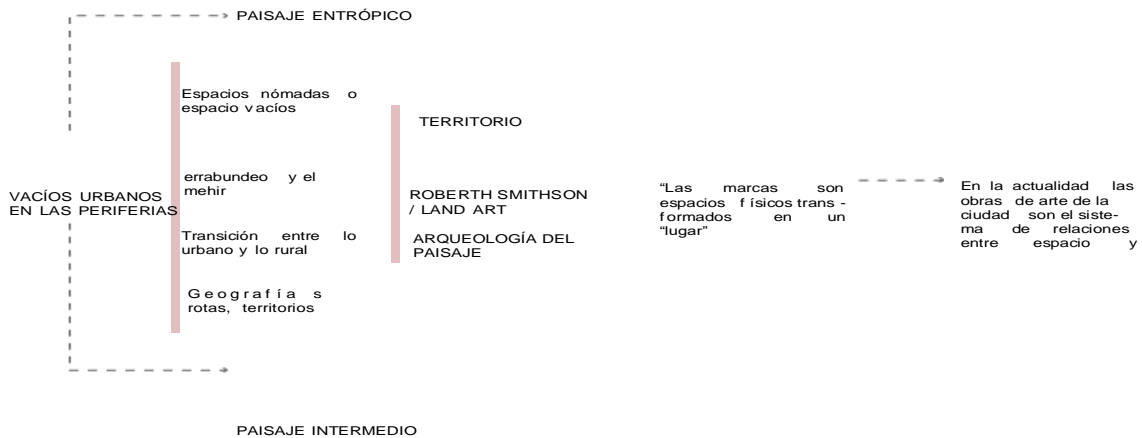 PAISAJE ENTRÓPICO
VACÍOS URBANOS
EN LAS PERIFERIAS
Espacios nómadas o
espacio vacíos
errabundeo y el
mehir
Transición entre lo
urbano y lo rural
Geografía s
rotas, territorios
TERRITORIO
ROBERTH SMITHSON
/ LAND ART
ARQUEOLOGÍA DEL
PAISAJE
“Las marcas son
espacios físicos trans -
formados en un
“lugar”
En la actualidad las
obras de arte de la
ciudad son el siste-
ma de relaciones
entre espacio y
PAISAJE INTERMEDIO